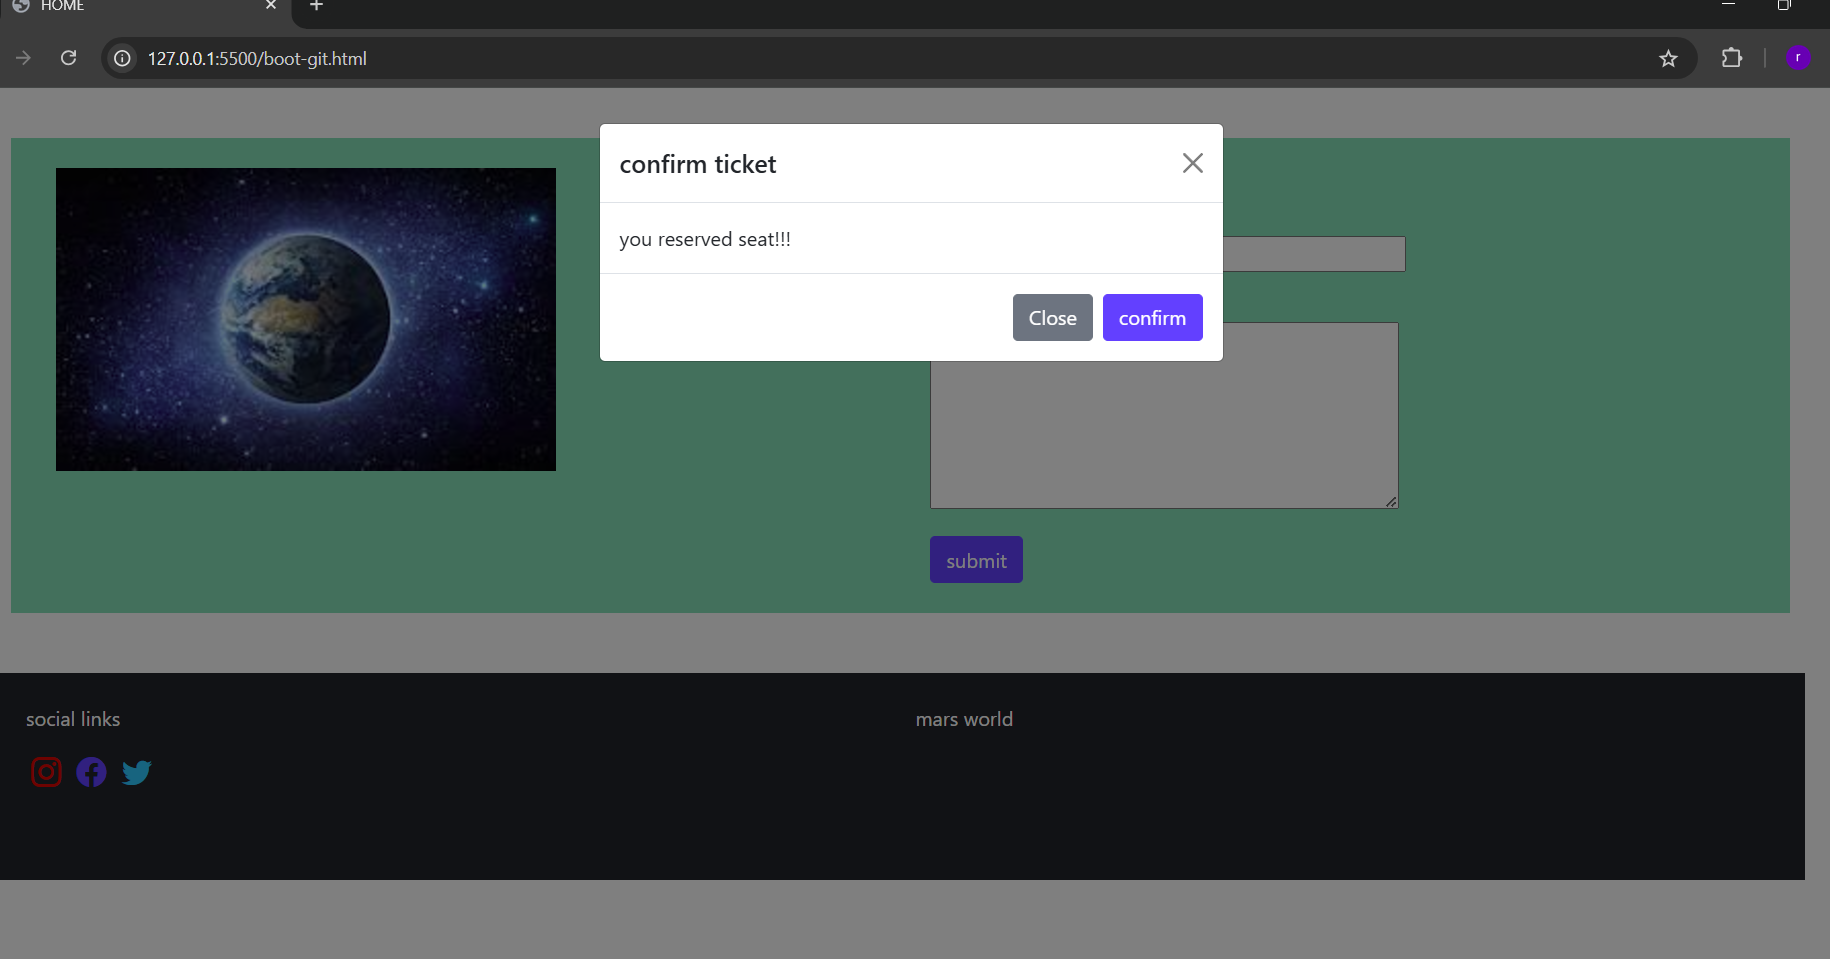 HOME
127.0.0.1:5500/boot-git.html
r
confirm ticket
you reserved seat!!!
Close confirm
submit
social links
mars world